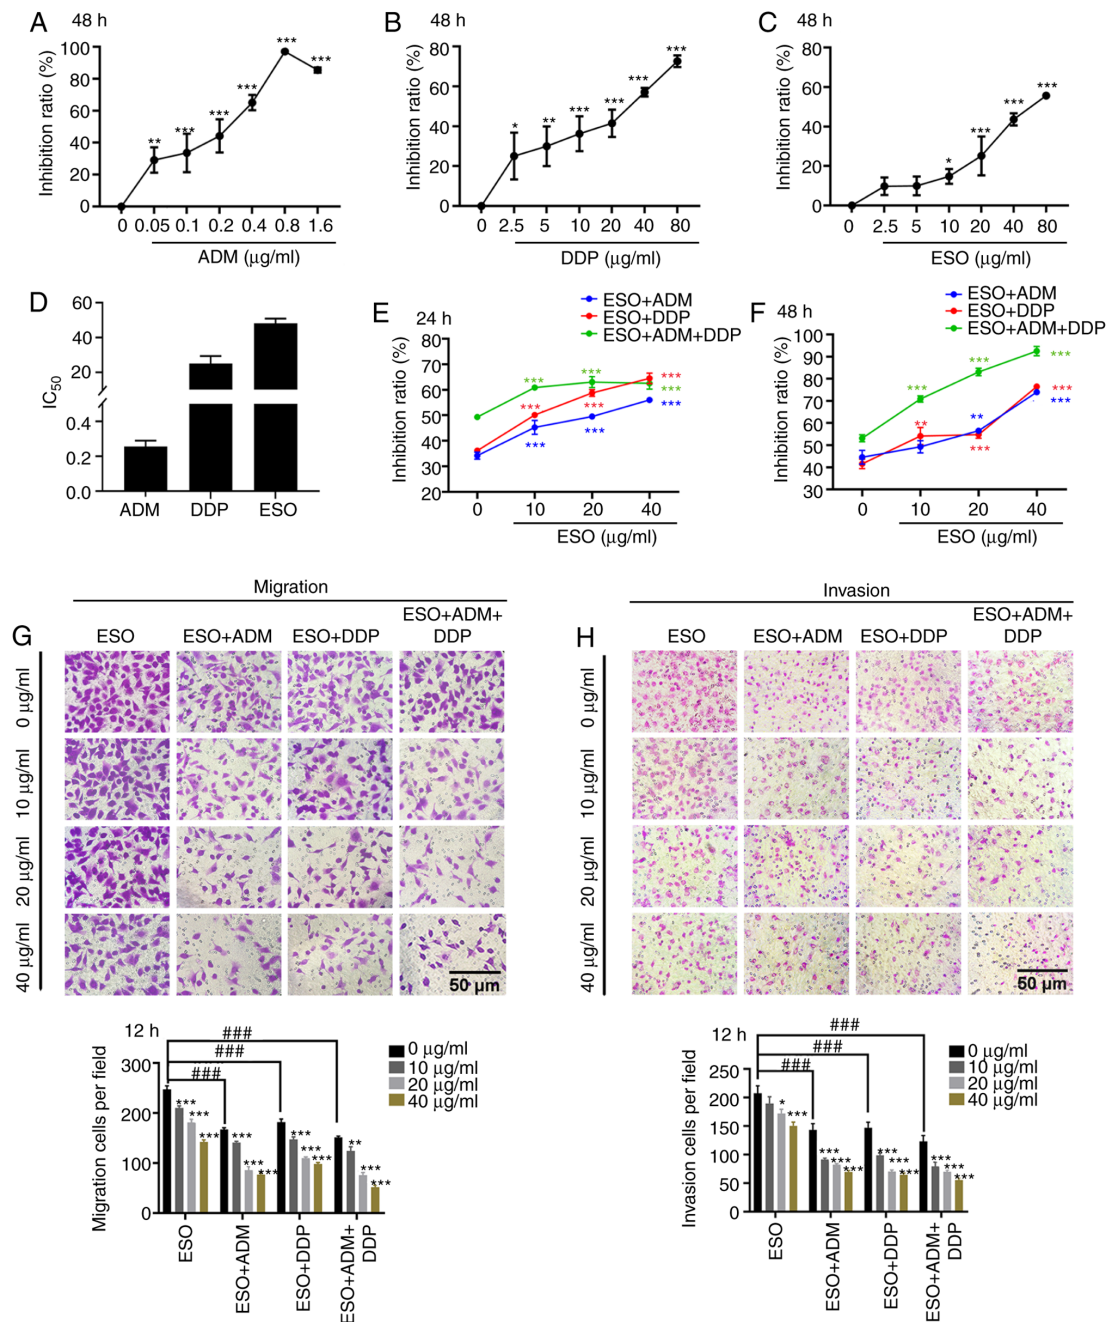 A 48 h
Inhibition ratio (%)
100
80
60
40
20
0
** *** *** *** *** ***
0 0.05 0.1 0.2 0.4 0.8 1.6
ADM (µg/ml)
B 48 h
Inhibition ratio (%)
80
60
40
20
0
* ** *** *** *** ***
0 2.5 5 10 20 40 80
DDP (µg/ml)
C 48 h
Inhibition ratio (%)
80
60
40
20
0
* *** *** ***
0 2.5 5 10 20 40 80
ESO (µg/ml)
D
IC50
60
40
20
0.4
0.2
0.0
ADM DDP ESO
E 24 h
ESO+ADM
ESO+DDP
ESO+ADM+DDP
Inhibition ratio (%)
80
70
60
50
40
30
20
*** *** ***
*** *** ***
*** *** ***
0 10 20 40
ESO (µg/ml)
F 48 h
ESO+ADM
ESO+DDP
ESO+ADM+DDP
Inhibition ratio (%)
100
90
80
70
60
50
40
30
*** *** ***
** *** ***
** ***
0 10 20 40
ESO (µg/ml)
G
Migration
ESO ESO+ADM ESO+DDP ESO+ADM+
DDP
0 µg/ml
10 µg/ml
20 µg/ml
40 µg/ml
50 µm
12 h
Migration cells per field
300
200
100
0
###
###
###
*** *** ***
*** *** ***
*** *** ***
** *** ***
0 µg/ml
10 µg/ml
20 µg/ml
40 µg/ml
ESO
ESO+ADM
ESO+DDP
ESO+ADM+
DDP
H
Invasion
ESO ESO+ADM ESO+DDP ESO+ADM+
DDP
0 µg/ml
10 µg/ml
20 µg/ml
40 µg/ml
50 µm
12 h
Invasion cells per field
250
200
150
100
50
0
###
###
###
* ***
*** *** ***
*** *** ***
*** *** ***
0 µg/ml
10 µg/ml
20 µg/ml
40 µg/ml
ESO
ESO+ADM
ESO+DDP
ESO+ADM+
DDP